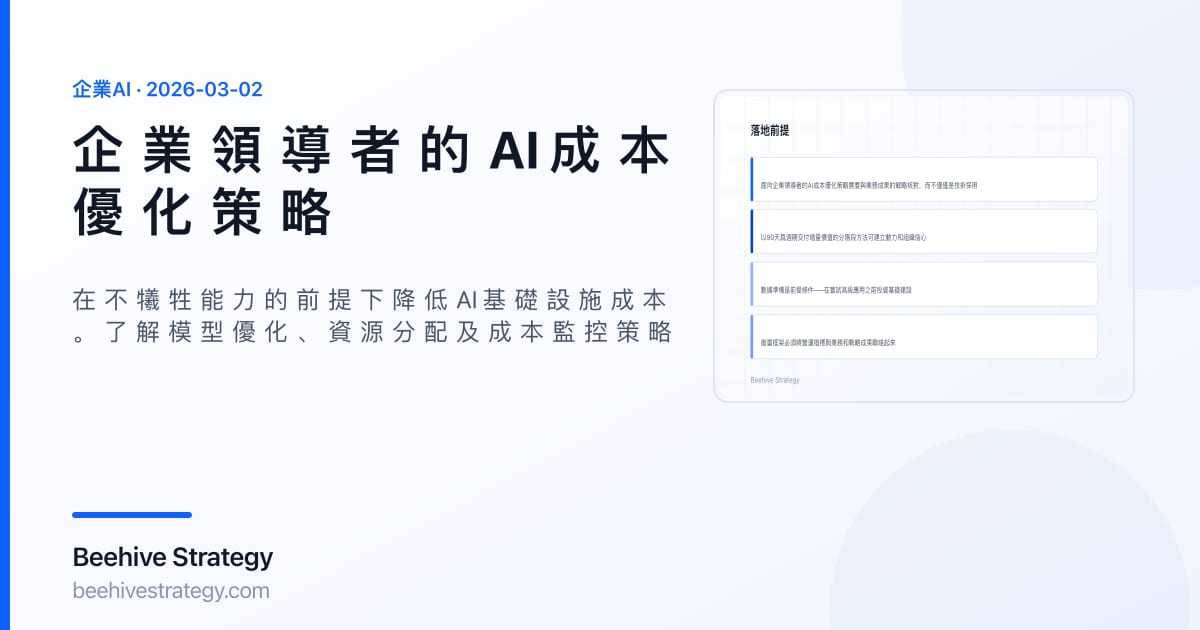 企業AI · 2026-03-02
企業領導者的AI成本
優化策略
在不犧牲能力的前提下降低AI基礎設施成本
。了解模型優化、資源分配及成本監控策略
落地前提
面向企業領導者的AI成本優化策略需要與業務成果的戰略校對，而不僅僅是技術採用
以90天為週期交付增量價值的分階段方法可建立動力和組織信心
數據準備是前提條件——在嘗試高級應用之前投資基礎建設
衡量框架必須將營運指標與業務和戰略成果聯絡起來
Beehive Strategy
Beehive Strategy
beehivestrategy.com